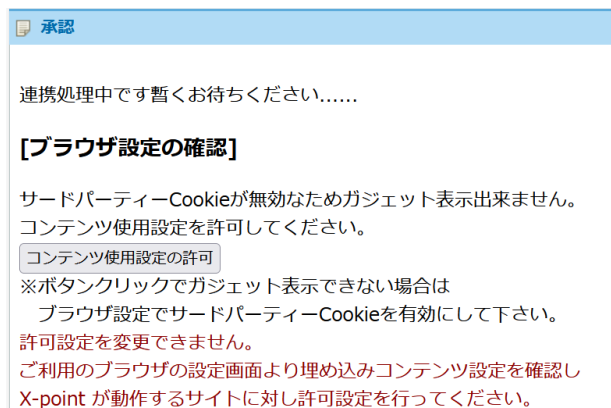 承認
連携処理中です暫くお待ちください......
[ブラウザ設定の確認]
サードパーティーCookieが無効なためガジェット表示出来ません。
コンテンツ使用設定を許可してください。
コンテンツ使用設定の許可
※ボタンクリックでガジェット表示できない場合は
ブラウザ設定でサードパーティーCookieを有効にして下さい。
許可設定を変更できません。
ご利用のブラウザの設定画面より埋め込みコンテンツ設定を確認し
X-point が動作するサイトに対し許可設定を行ってください。